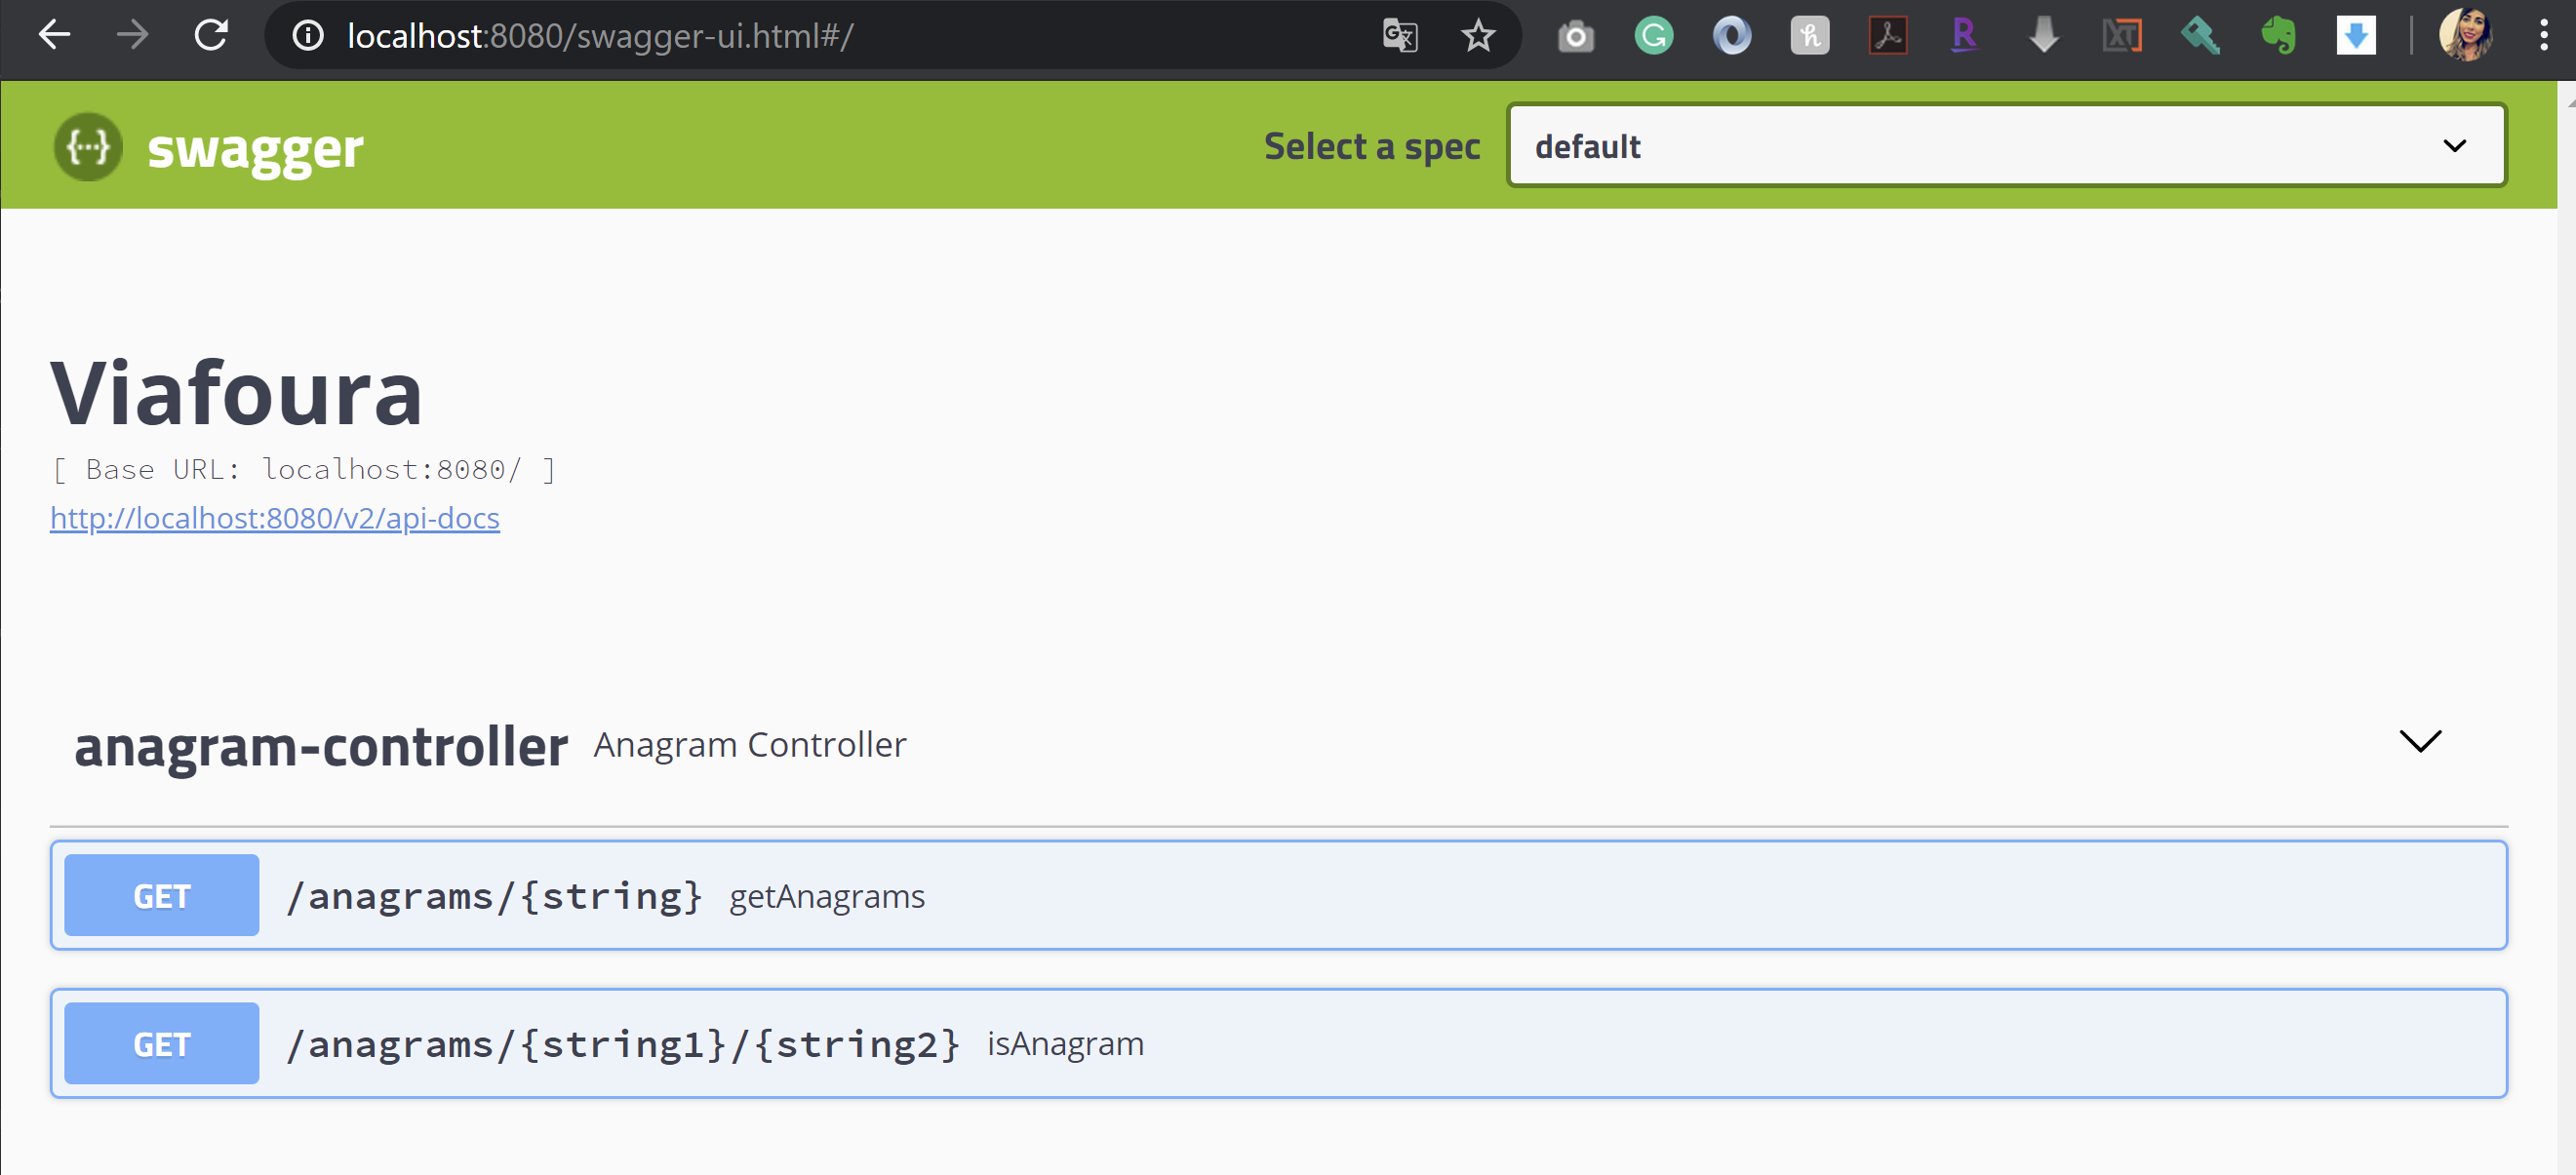 localhost:8080/swagger-ui.html#/
swagger
Select a spec
default
Viafoura
[ Base URL: localhost:8080/ ]
http://localhost:8080/v2/api-docs
anagram-controller Anagram Controller
GET /anagrams/{string} getAnagrams
GET /anagrams/{string1}/{string2} isAnagram